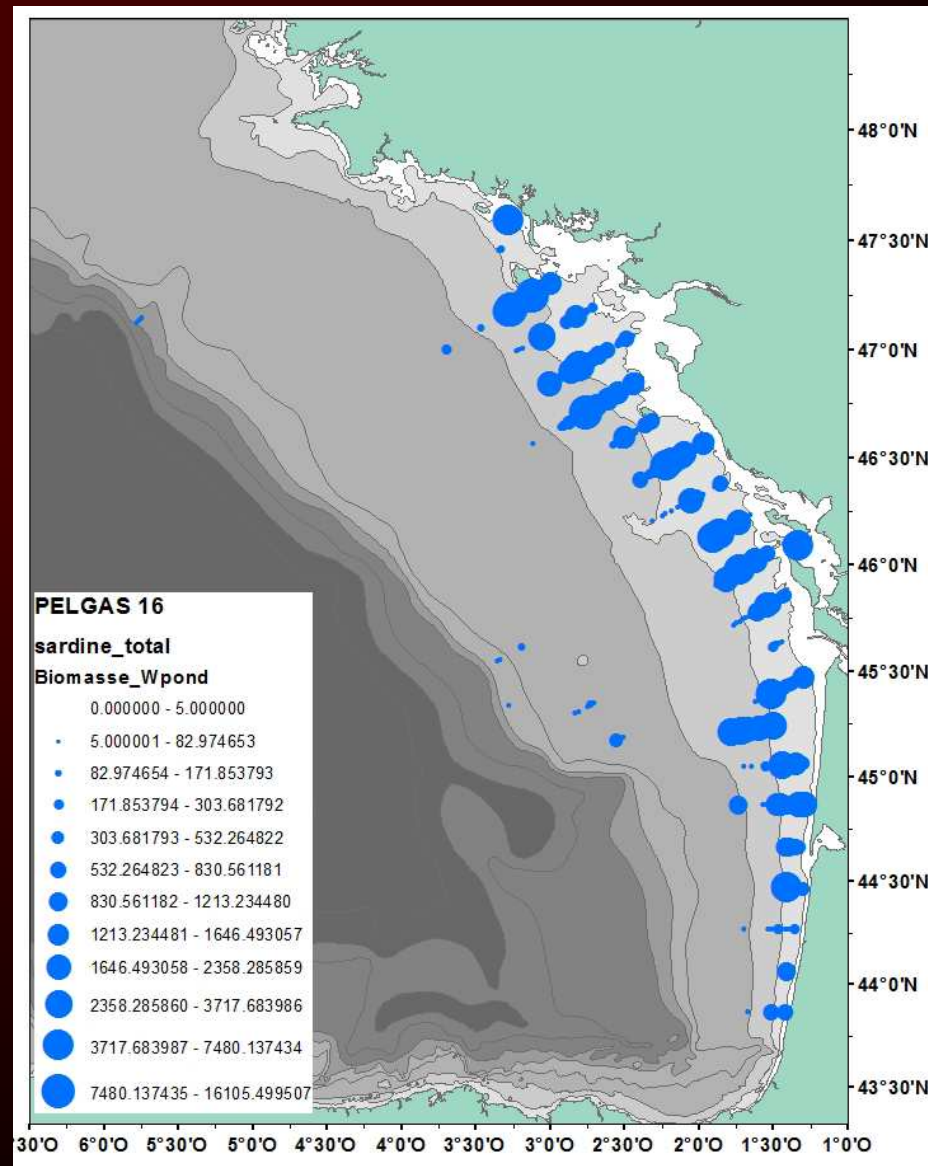 48°0'N
47°30'N
47°0'N
46°30'N
46°0'N
45°30'N
45°0'N
44°30'N
44°0'N
43°30'N
PELGAS 16
sardine_total
Biomasse_Wpond
0.000000 - 5.000000
5.000001 - 82.974653
82.974654 - 171.853793
171.853794 - 303.681792
303.681793 - 532.264822
532.264823 - 830.561181
830.561182 - 1213.234480
1213.234481 - 1646.493057
1646.493058 - 2358.285859
2358.285860 - 3717.683986
3717.683987 - 7480.137434
7480.137435 - 16105.499507
30'O 6°0'O 5°30'O 5°0'O 4°30'O 4°0'O 3°30'O 3°0'O 2°30'O 2°0'O 1°30'O 1°0'O